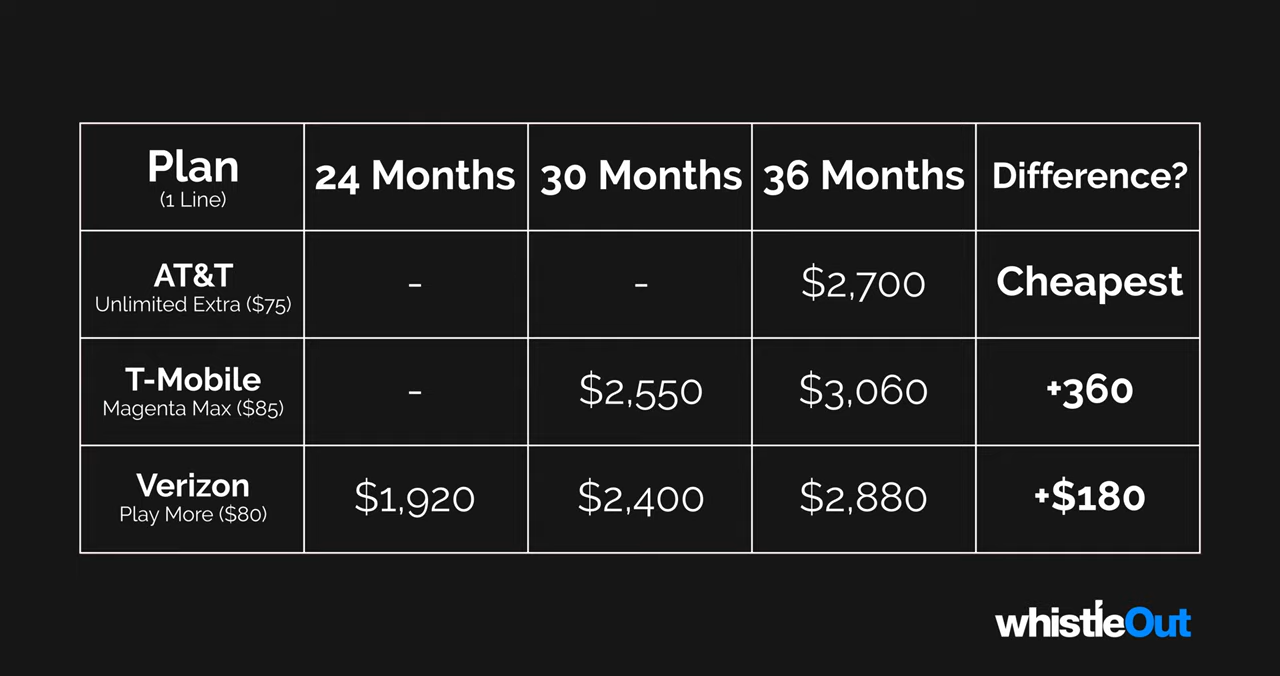 Plan
(1 Line)
24 Months
30 Months
36 Months
Difference?
AT&T
Unlimited Extra ($75)
-
-
$2,700
Cheapest
T-Mobile
Magenta Max ($85)
-
$2,550
$3,060
+360
Verizon
Play More ($80)
$1,920
$2,400
$2,880
+$180
whistleOut